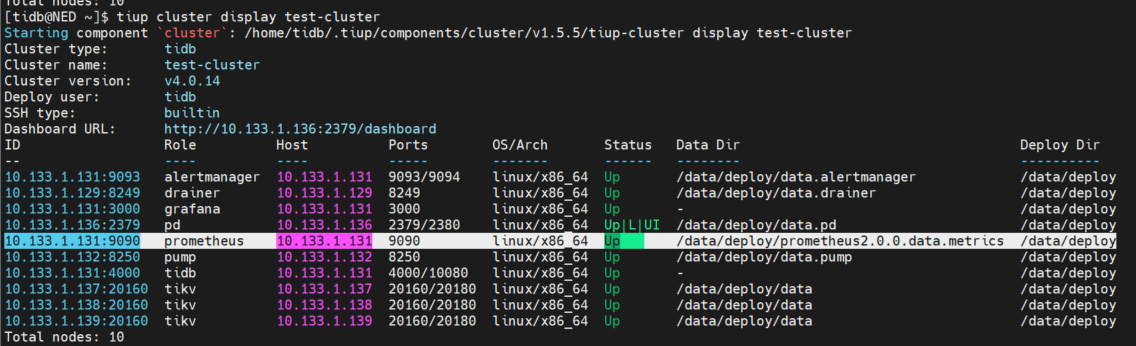 Total nodes: 10
[tidb@NED ~]$ tiup cluster display test-cluster
Starting component `cluster`: /home/tidb/.tiup/components/cluster/v1.5.5/tiup-cluster display test-cluster
Cluster type: tidb
Cluster name: test-cluster
Cluster version: v4.0.14
Deploy user: tidb
SSH type: builtin
Dashboard URL: http://10.133.1.136:2379/dashboard
ID Role Host Ports OS/Arch Status Data Dir Deploy Dir
-- ---- ---- ----- ------- ------ -------- ----------
10.133.1.131:9093 alertmanager 10.133.1.131 9093/9094 linux/x86_64 Up /data/deploy/data.alertmanager /data/deploy
10.133.1.129:8249 drainer 10.133.1.129 8249 linux/x86_64 Up /data/deploy/data.drainer /data/deploy
10.133.1.131:3000 grafana 10.133.1.131 3000 linux/x86_64 Up - /data/deploy
10.133.1.136:2379 pd 10.133.1.136 2379/2380 linux/x86_64 Up|L|UI /data/deploy/data.pd /data/deploy
10.133.1.131:9090 prometheus 10.133.1.131 9090 linux/x86_64 Up /data/deploy/prometheus2.0.0.data.metrics /data/deploy
10.133.1.132:8250 pump 10.133.1.132 8250 linux/x86_64 Up /data/deploy/data.pump /data/deploy
10.133.1.131:4000 tidb 10.133.1.131 4000/10080 linux/x86_64 Up - /data/deploy
10.133.1.137:20160 tikv 10.133.1.137 20160/20180 linux/x86_64 Up /data/deploy/data /data/deploy
10.133.1.138:20160 tikv 10.133.1.138 20160/20180 linux/x86_64 Up /data/deploy/data /data/deploy
10.133.1.139:20160 tikv 10.133.1.139 20160/20180 linux/x86_64 Up /data/deploy/data /data/deploy
Total nodes: 10